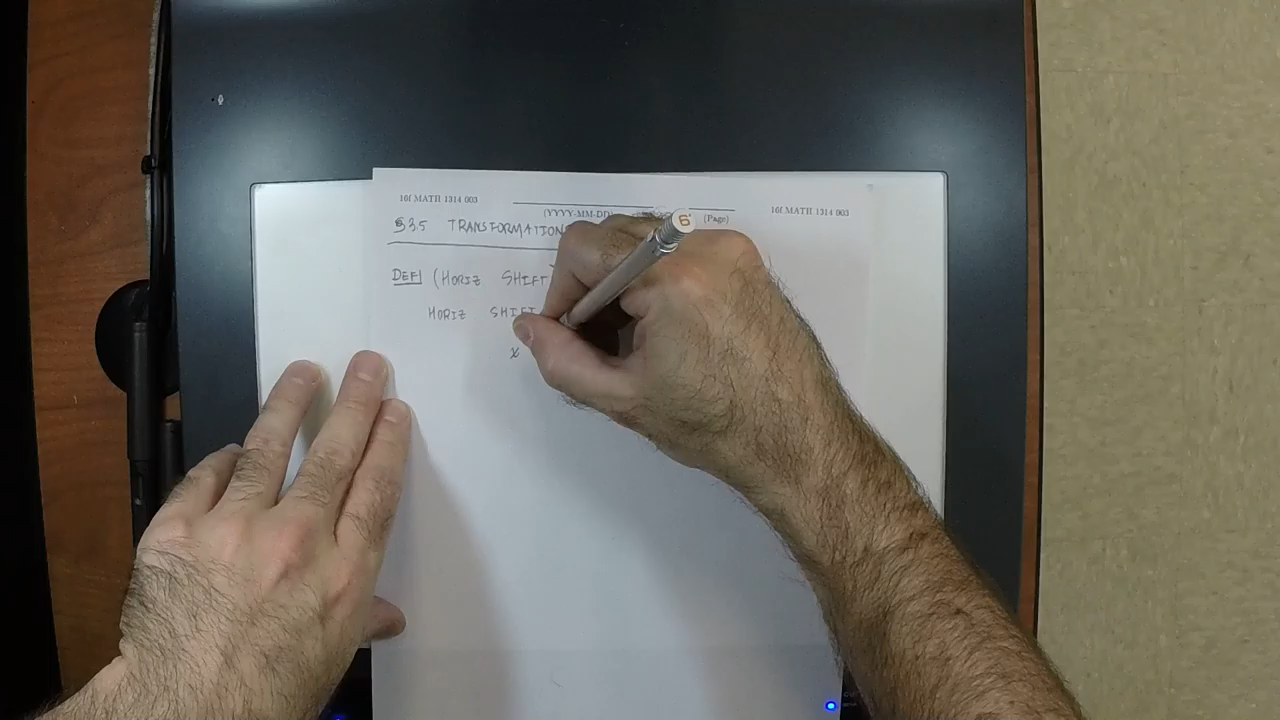 16f MATH 1314 003 (YYYY-MM-DD) (Page) 16f MATH 1314 003
§3.5 TRANSFORMATIONS
DEF (HORIZ SHIFT
HORIZ SHIFT
x
6